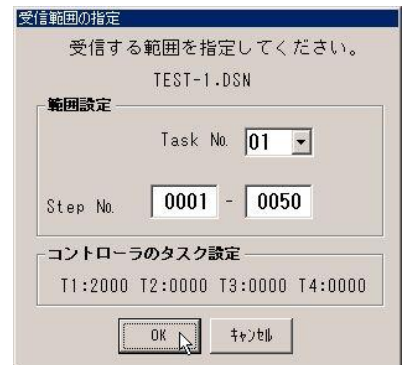 受信範囲の指定
受信する範囲を指定してください。
TEST-1.DSN
範囲設定
Task No. 01
Step No. 0001 - 0050
コントローラのタスク設定
T1:2000 T2:0000 T3:0000 T4:0000
OK ｷｬﾝｾﾙ